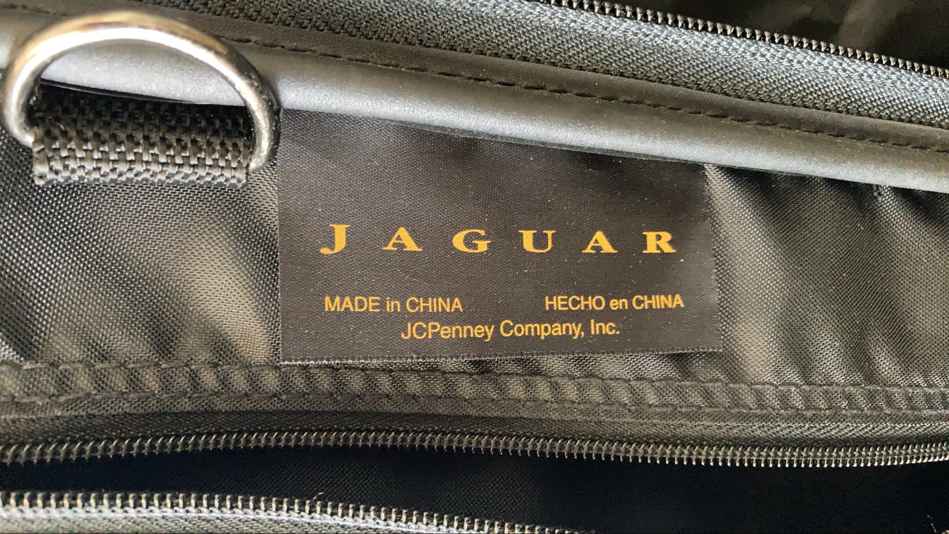 JAGUAR
MADE in CHINA HECHO en CHINA
JCPenney Company, Inc.